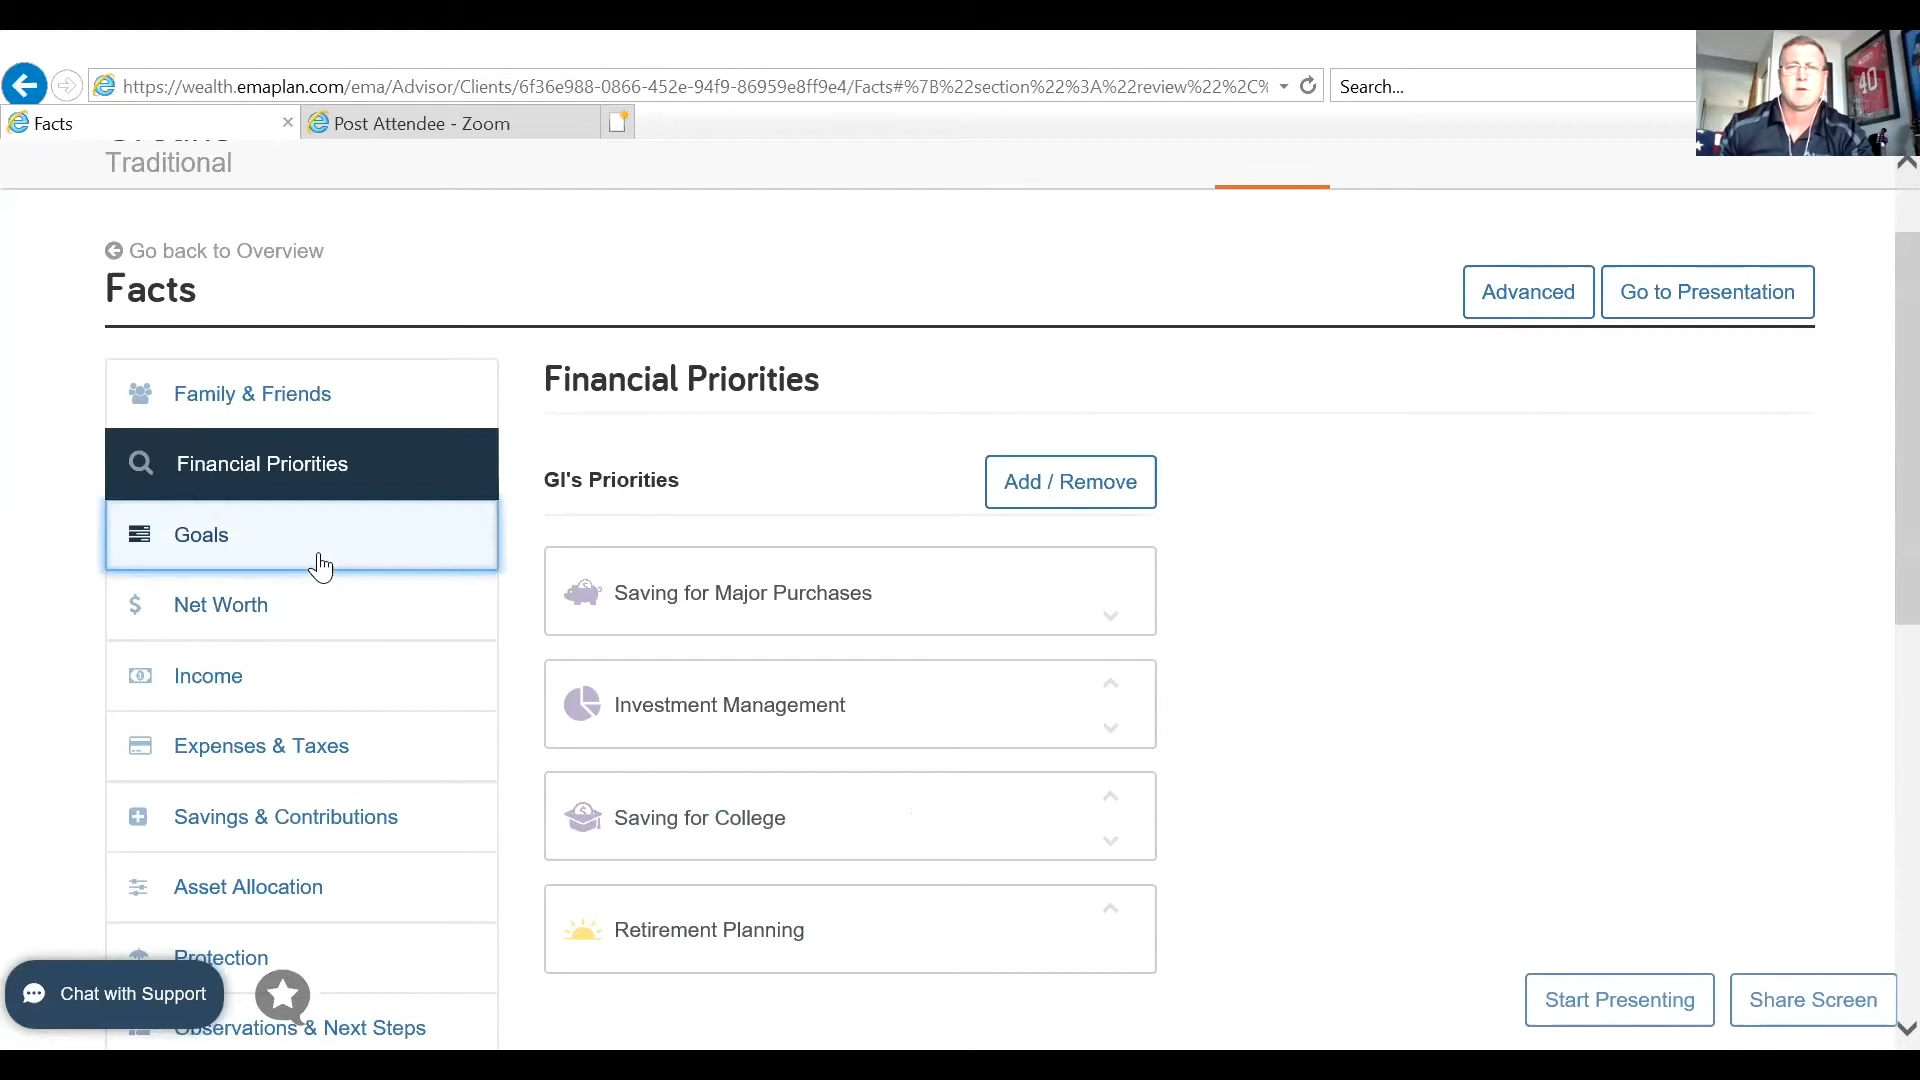 https://wealth.emaplan.com/ema/Advisor/Clients/6f36e988-0866-452e-94f9-86959e8ff9e4/Facts#%7B%22section%22%3A%22review%22%2C%
Search...
Facts
Post Attendee - Zoom
Traditional
Go back to Overview
Facts
Advanced
Go to Presentation
Family & Friends
Financial Priorities
Goals
Net Worth
Income
Expenses & Taxes
Savings & Contributions
Asset Allocation
Protection
Observations & Next Steps
Financial Priorities
GI's Priorities
Add / Remove
Saving for Major Purchases
Investment Management
Saving for College
Retirement Planning
Chat with Support
Start Presenting
Share Screen
40